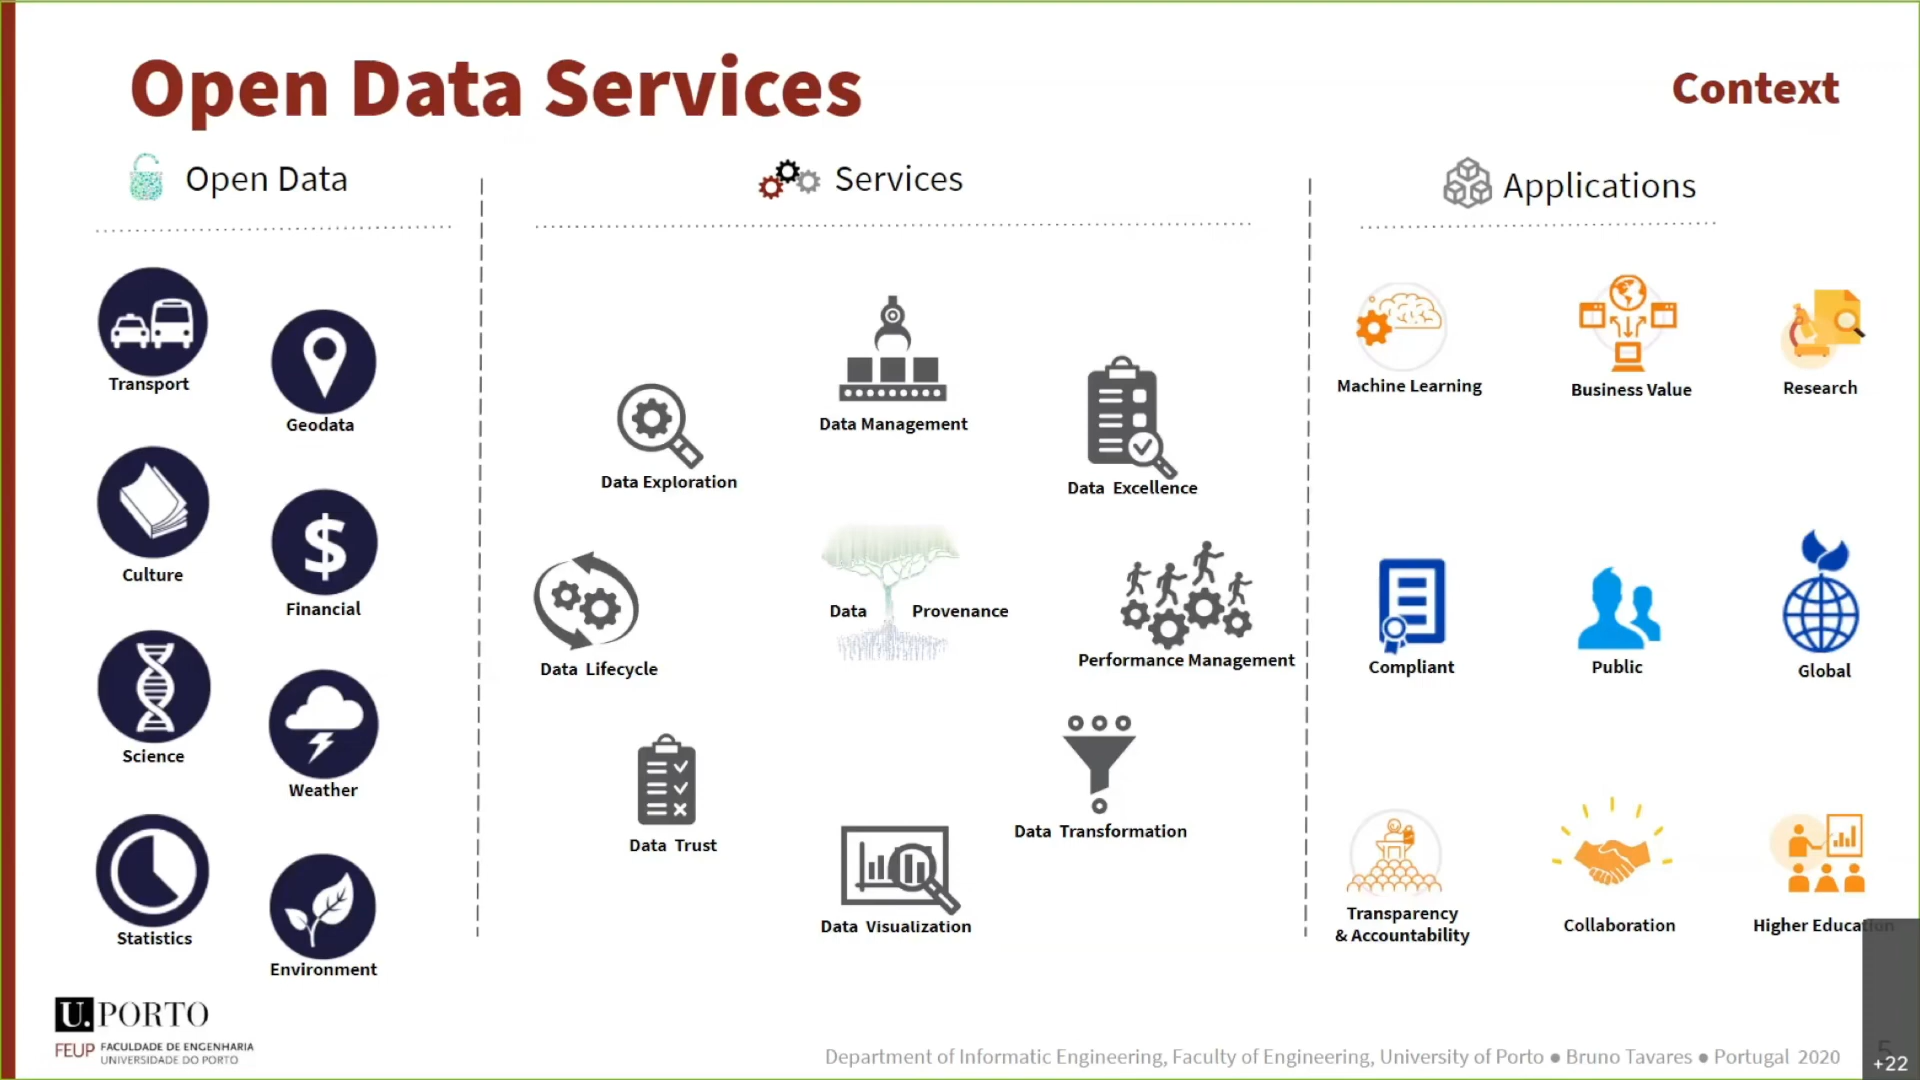 Open Data Services
Context
Open Data
Services
Applications
Transport
Geodata
Culture
Financial
Science
Weather
Statistics
Environment
Data Management
Data Exploration
Data Excellence
Data Lifecycle
Data Provenance
Performance Management
Data Trust
Data Transformation
Data Visualization
Machine Learning
Business Value
Research
Compliant
Public
Global
Transparency
& Accountability
Collaboration
Higher Education
U. PORTO
FEUP FACULDADE DE ENGENHARIA
UNIVERSIDADE DO PORTO
Department of Informatic Engineering, Faculty of Engineering, University of Porto ● Bruno Tavares ● Portugal 2020
5
+22